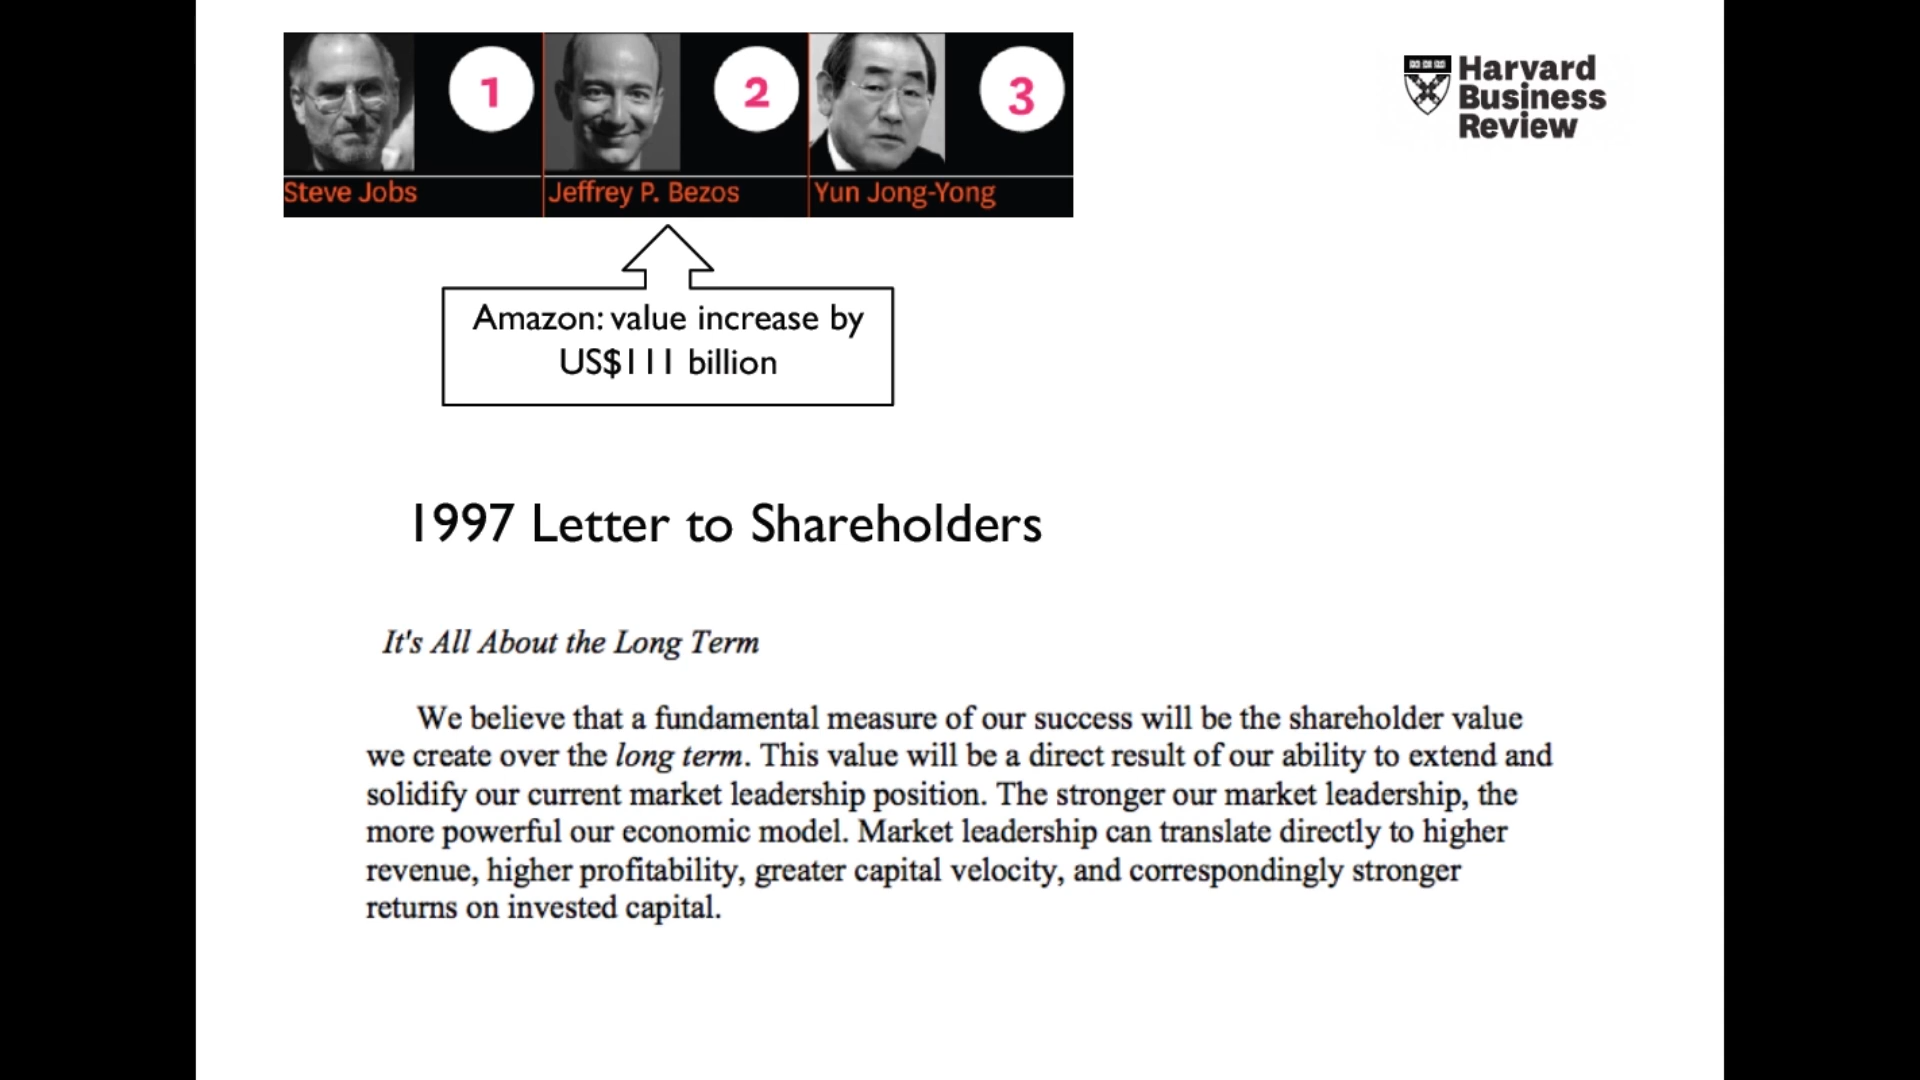 1
2
3
Steve Jobs
Jeffrey P. Bezos
Yun Jong-Yong
Harvard
Business
Review
Amazon: value increase by
US$111 billion
1997 Letter to Shareholders
It's All About the Long Term
We believe that a fundamental measure of our success will be the shareholder value
we create over the long term. This value will be a direct result of our ability to extend and
solidify our current market leadership position. The stronger our market leadership, the
more powerful our economic model. Market leadership can translate directly to higher
revenue, higher profitability, greater capital velocity, and correspondingly stronger
returns on invested capital.